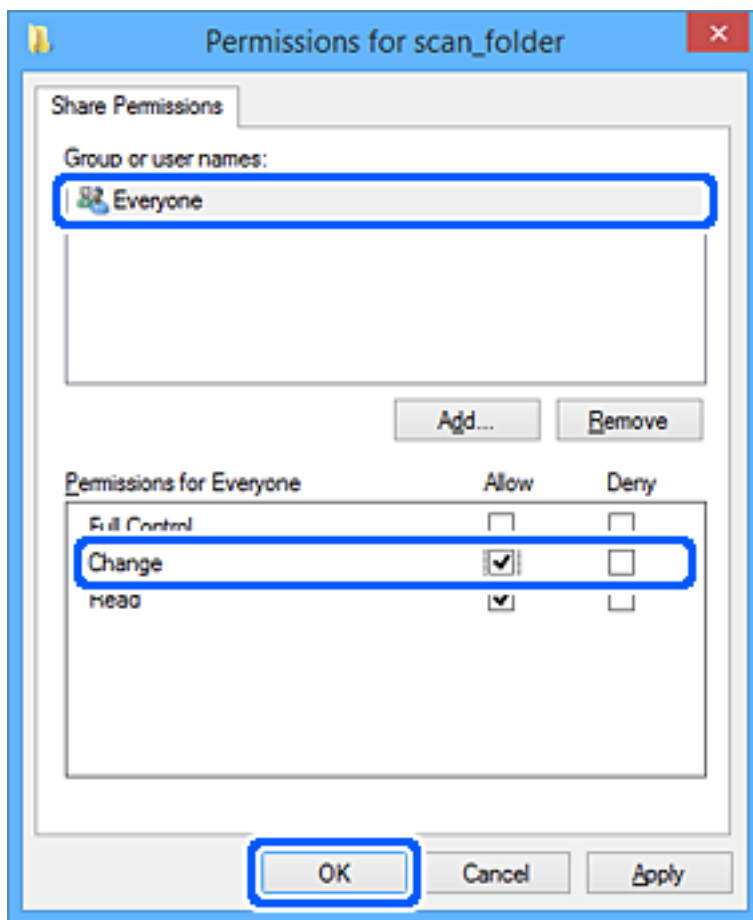 Permissions for scan_folder
Share Permissions
Group or user names:
Everyone
Add... Remove
Permissions for Everyone Allow Deny
Full Control
Change
Read
OK Cancel Apply